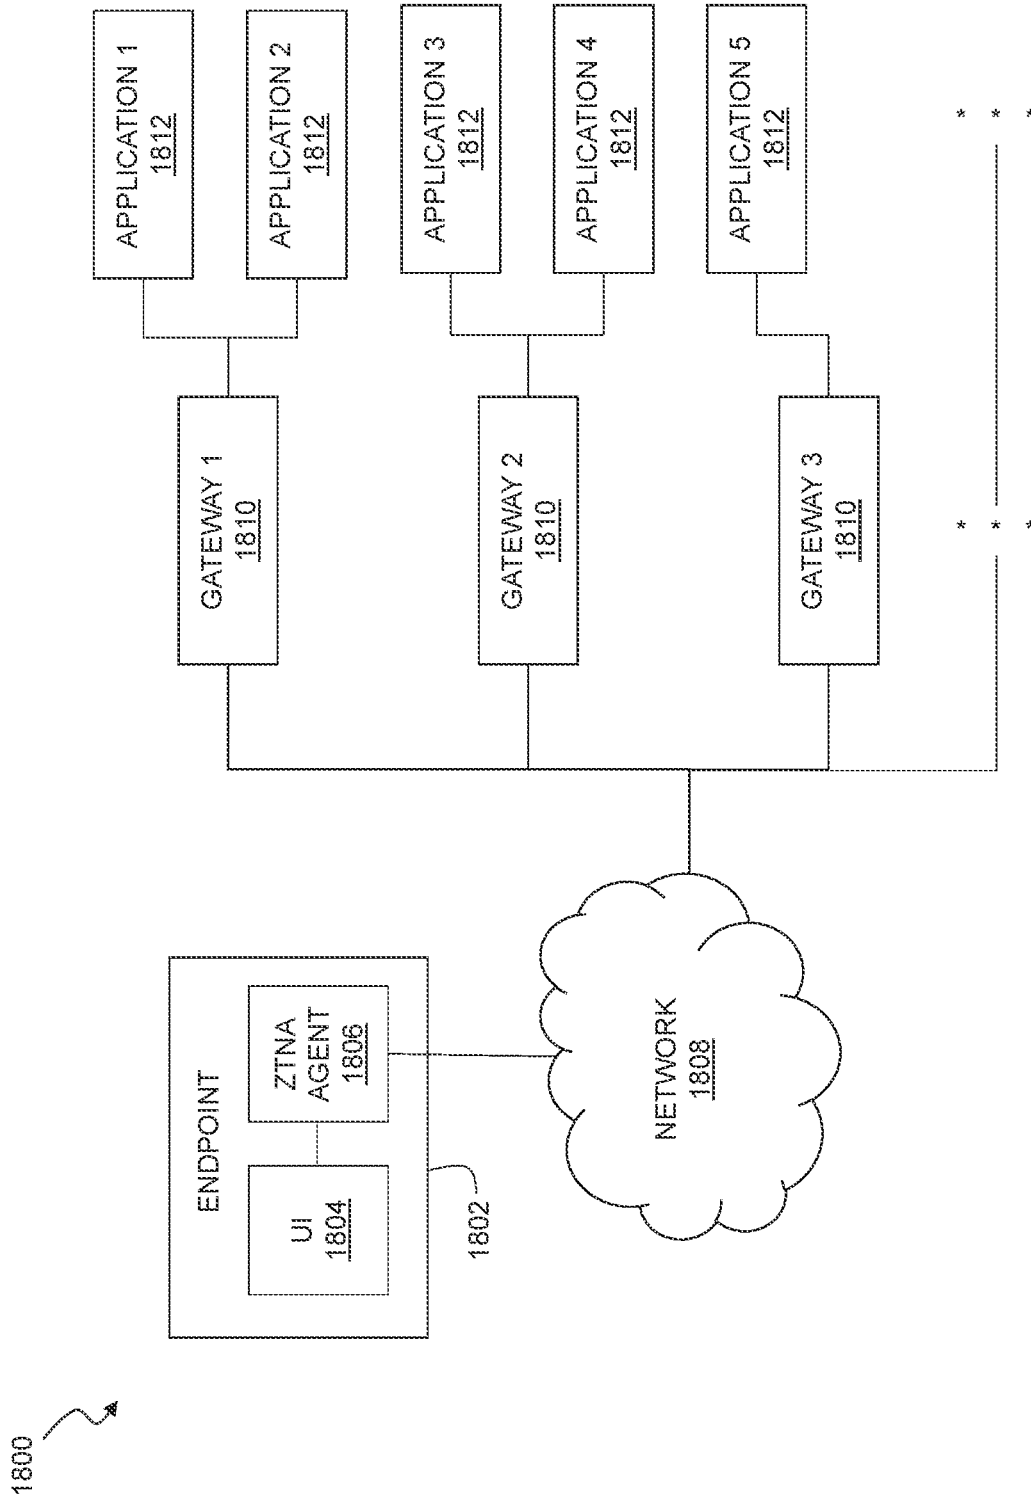 1800
ENDPOINT
UI
1804
ZTNA
AGENT
1806
1802
NETWORK
1808
GATEWAY 1
1810
GATEWAY 2
1810
GATEWAY 3
1810
* * *
APPLICATION 1
1812
APPLICATION 2
1812
APPLICATION 3
1812
APPLICATION 4
1812
APPLICATION 5
1812
* * *